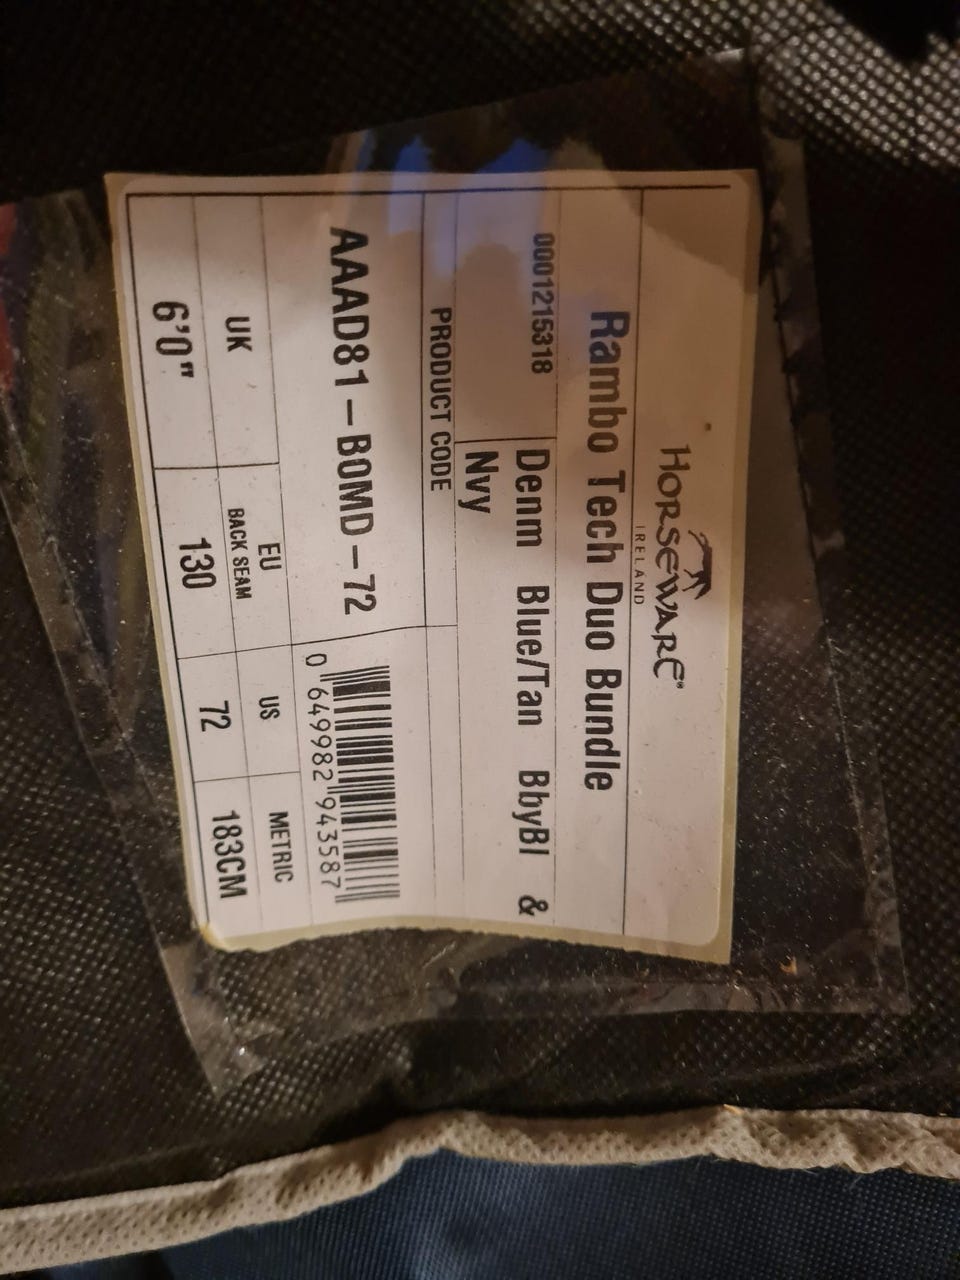 HORSEWARE®
IRELAND
Rambo Tech Duo Bundle
0001215318
Denm Blue/Tan BbyBl &
Nvy
PRODUCT CODE
AAAD81-B0MD-72
0 649982 943587
UK
EU
BACK SEAM
US
METRIC
6'0"
130
72
183CM